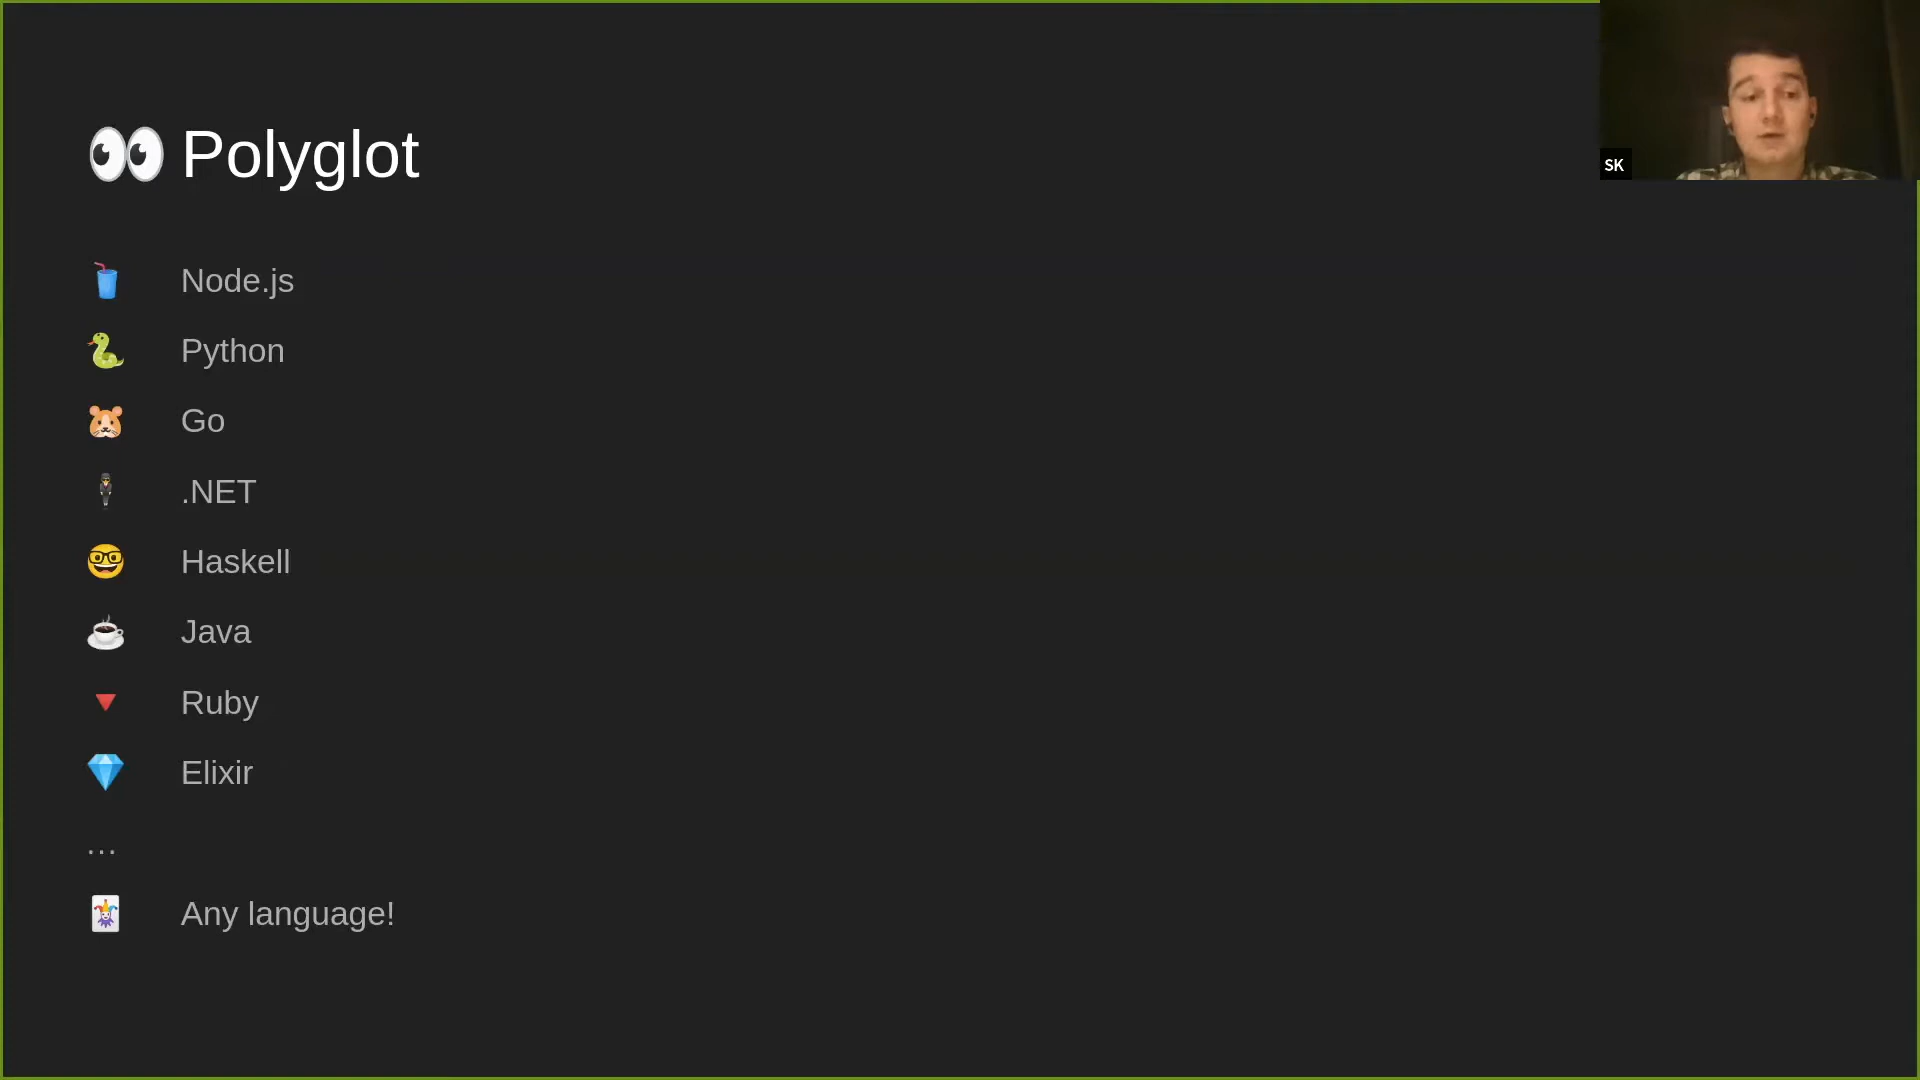 👀 Polyglot
SK
🥤 Node.js
🐍 Python
🐹 Go
🕴 .NET
🤓 Haskell
☕ Java
🔻 Ruby
💎 Elixir
...
🃏 Any language!